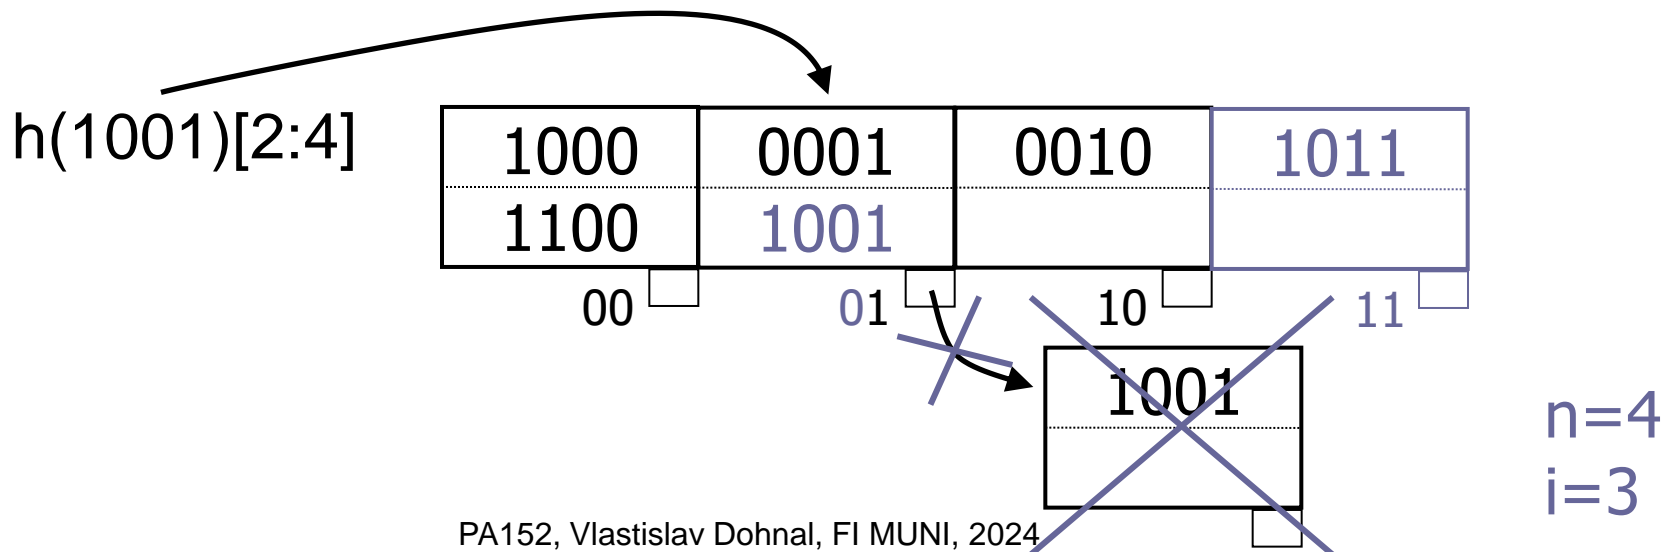 h(1001)[2:4]
1000 0001 0010 1011
1100 1001
00 01 10 11
1001
n=4
i=3
PA152, Vlastislav Dohnal, FI MUNI, 2024